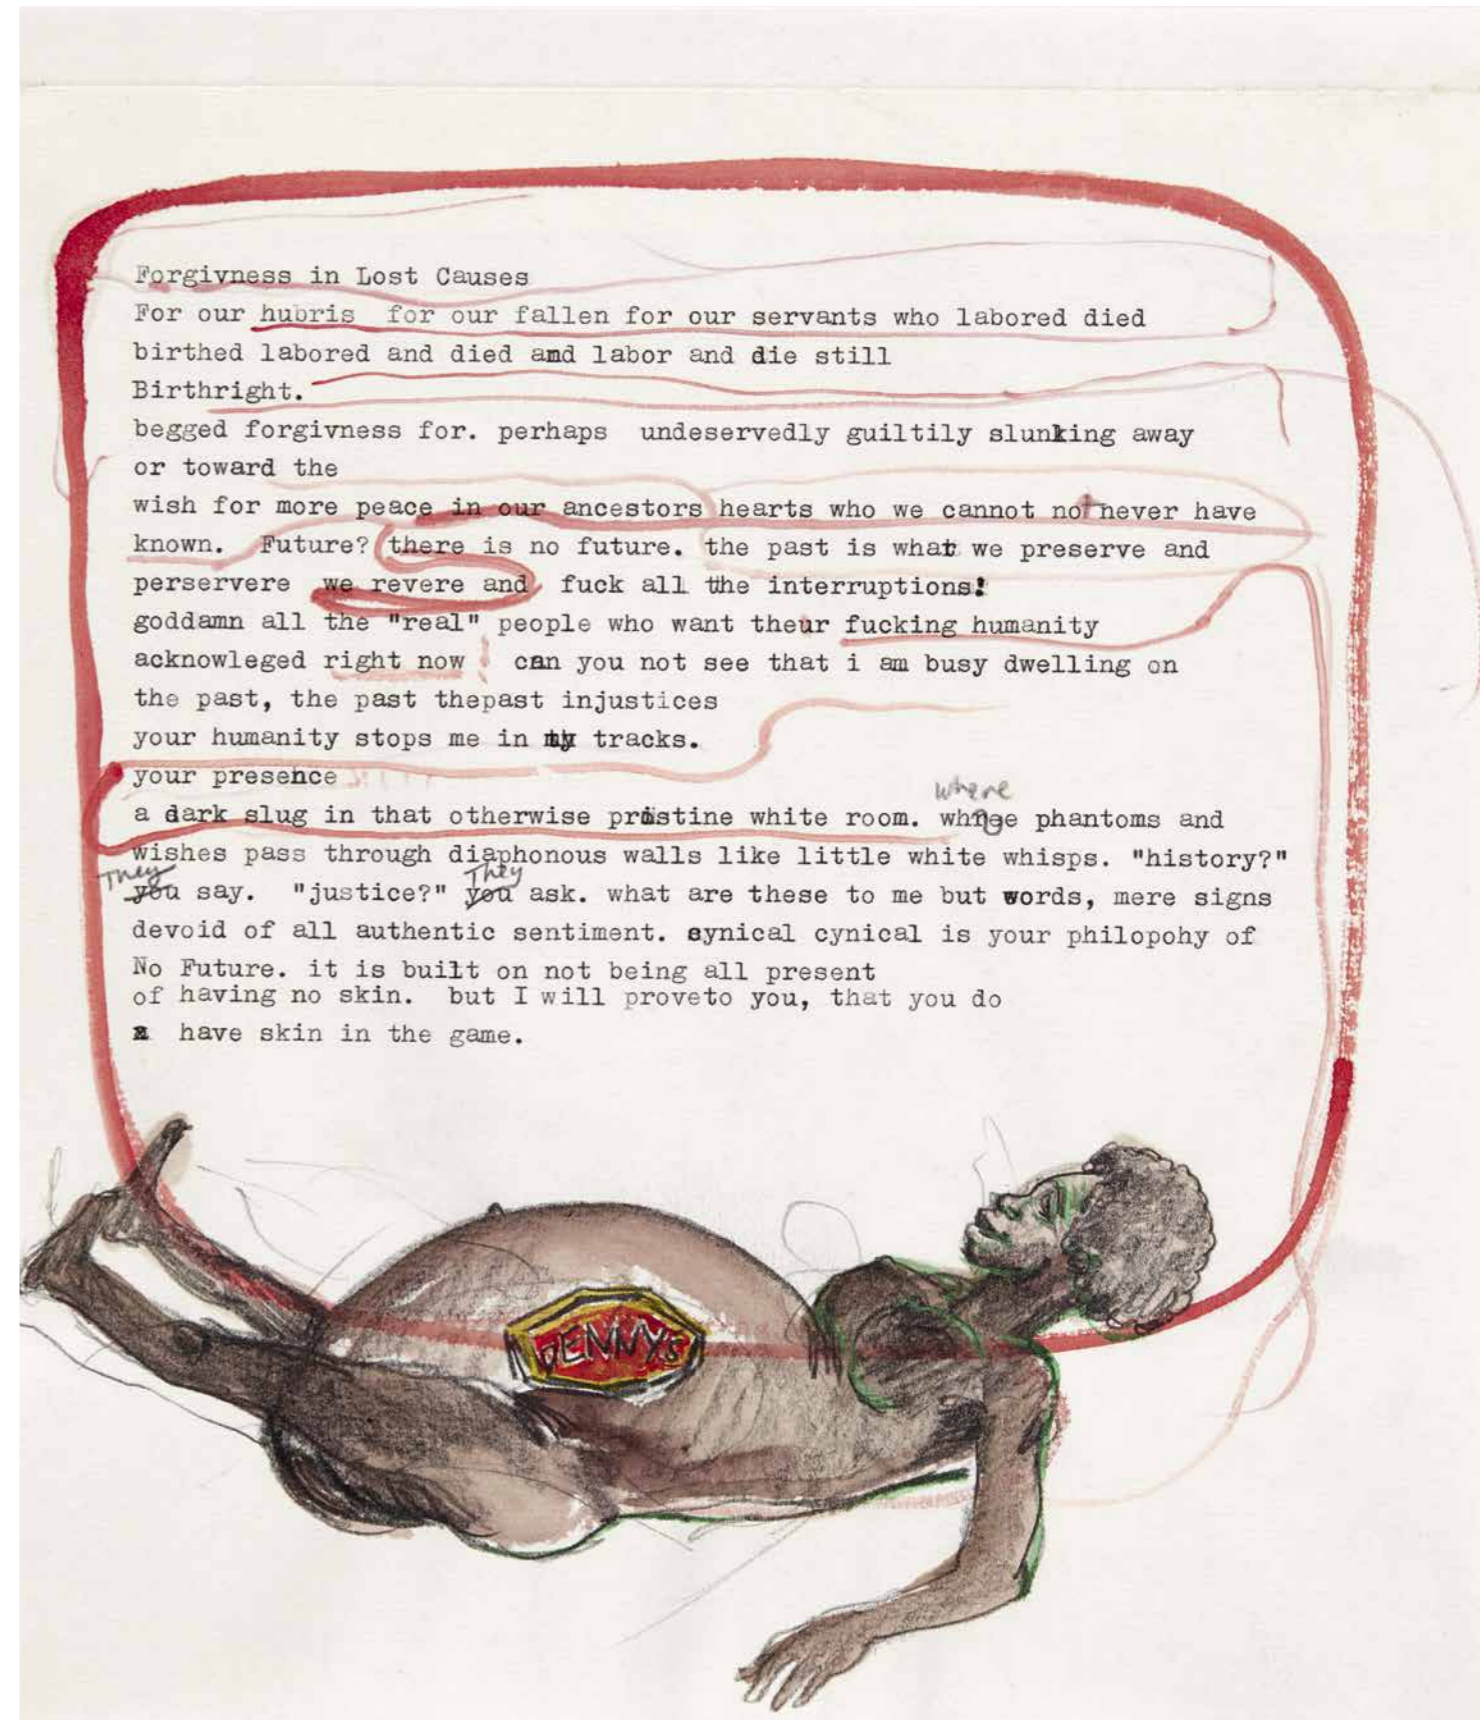 Forgivness in Lost Causes
For our hubris for our fallen for our servants who labored died
birthed labored and died and labor and die still
Birthright.
begged forgivness for. perhaps undeservedly guiltily slunking away
or toward the
wish for more peace in our ancestors hearts who we cannot not never have
known. Future? there is no future. the past is what we preserve and
perservere we revere and fuck all the interruptions!
goddamn all the "real" people who want theur fucking humanity
acknowleged right now can you not see that i am busy dwelling on
the past, the past thepast injustices
your humanity stops me in my tracks.
your presence
where
a dark slug in that otherwise pristine white room. phantoms and
wishes pass through diaphonous walls like little white whisps. "history?"
They They
you say. "justice?" you ask. what are these to me but words, mere signs
devoid of all authentic sentiment. cynical cynical is your philopohy of
No Future. it is built on not being all present
of having no skin. but I will proveto you, that you do
have skin in the game.
DENNYS